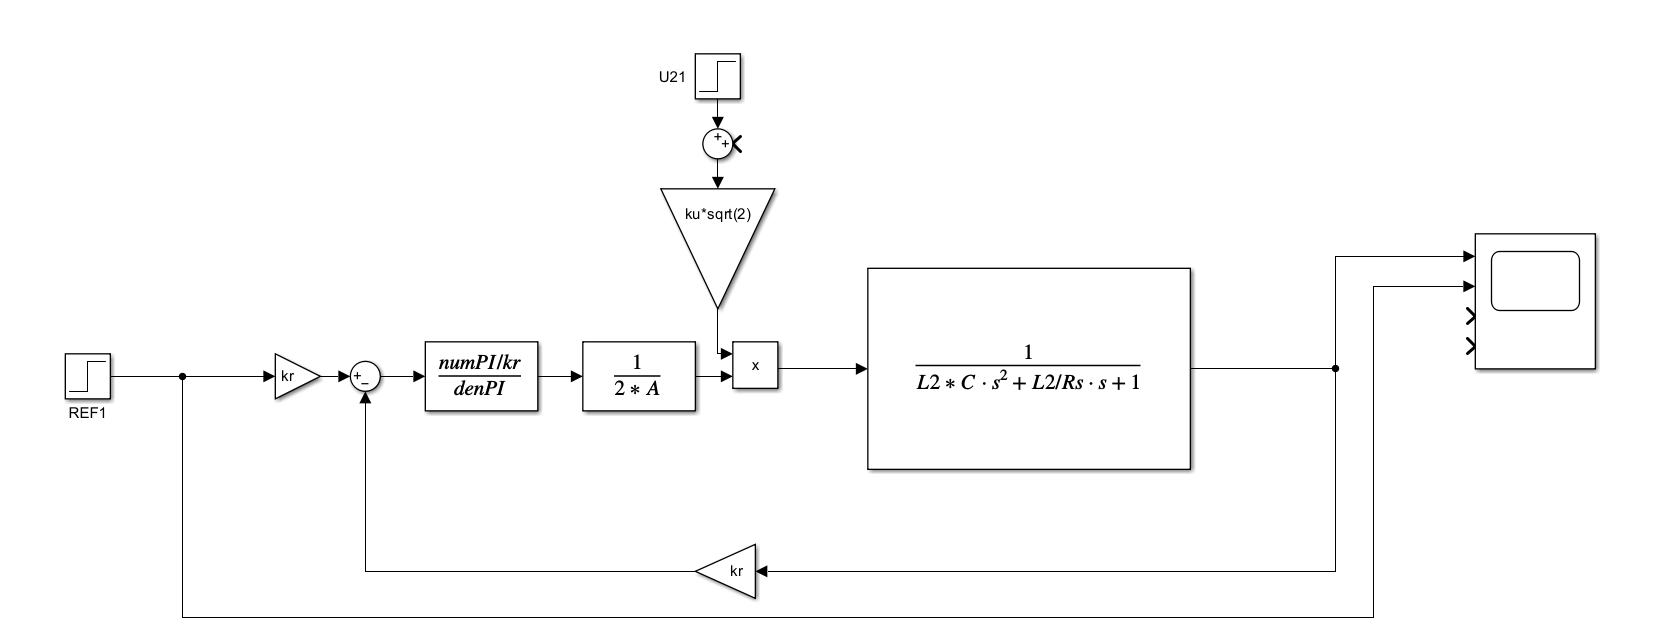 U21
+
+
ku*sqrt(2)
REF1
kr
+
−
numPI/kr
denPI
1
2 * A
x
1
L2 * C · s² + L2/Rs · s + 1
kr